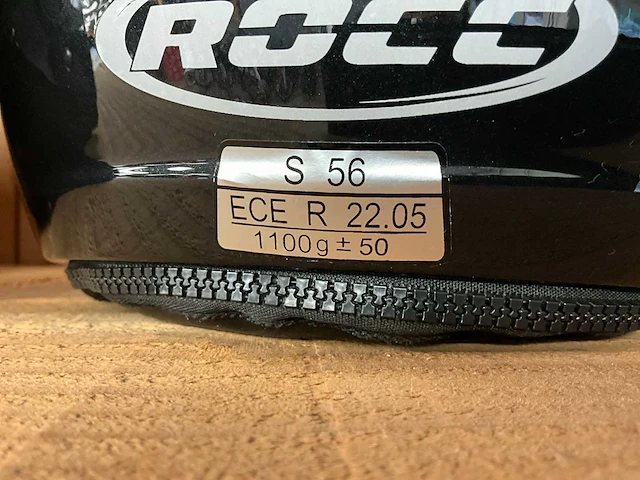 ROCC
S 56
ECE R 22.05
1100g ± 50